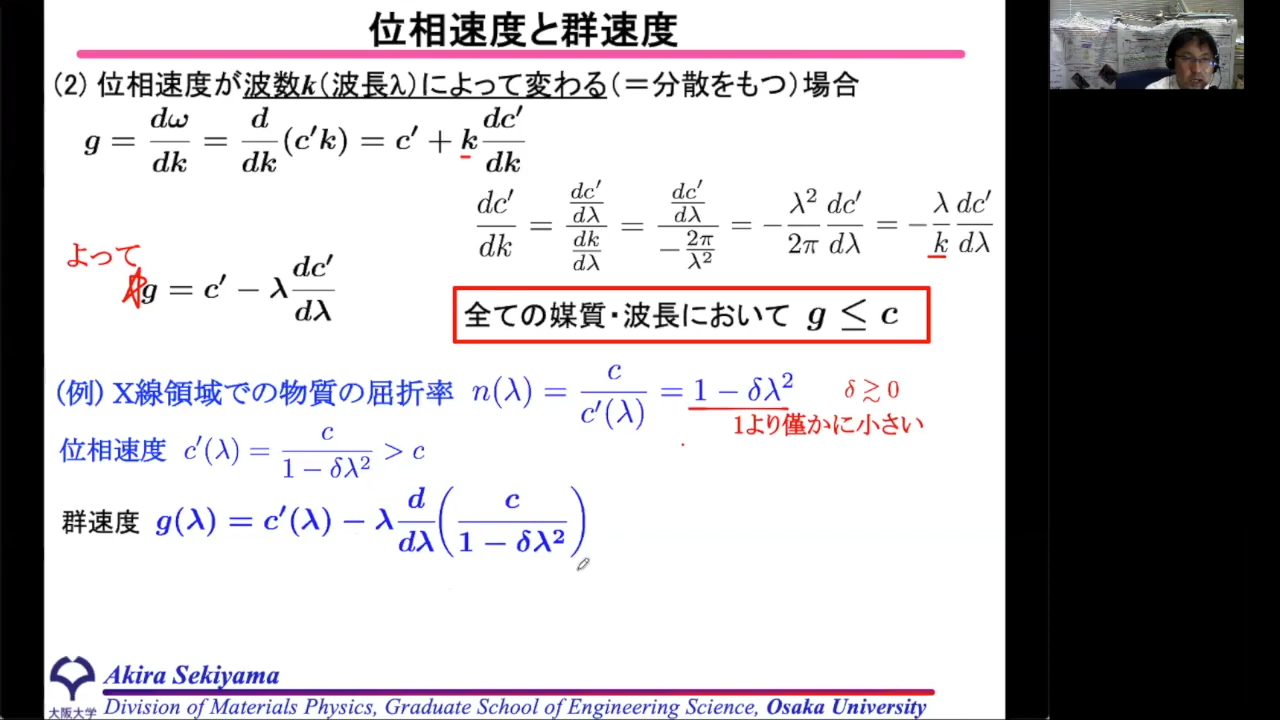 位相速度と群速度
(2) 位相速度が波数k(波長λ)によって変わる(=分散をもつ)場合
g = dω/dk = d/dk (c′k) = c′ + k dc′/dk
dc′/dk = (dc′/dλ)/(dk/dλ) = (dc′/dλ)/(−2π/λ²) = −λ²/2π dc′/dλ = −λ/k dc′/dλ
よって
g = c′ − λ dc′/dλ
全ての媒質・波長において g ≤ c
(例) X線領域での物質の屈折率 n(λ) = c/c′(λ) = 1 − δλ² δ ≳ 0
1より僅かに小さい
位相速度 c′(λ) = c/(1 − δλ²) > c
群速度 g(λ) = c′(λ) − λ d/dλ (c/(1 − δλ²))
Akira Sekiyama
大阪大学 Division of Materials Physics, Graduate School of Engineering Science, Osaka University